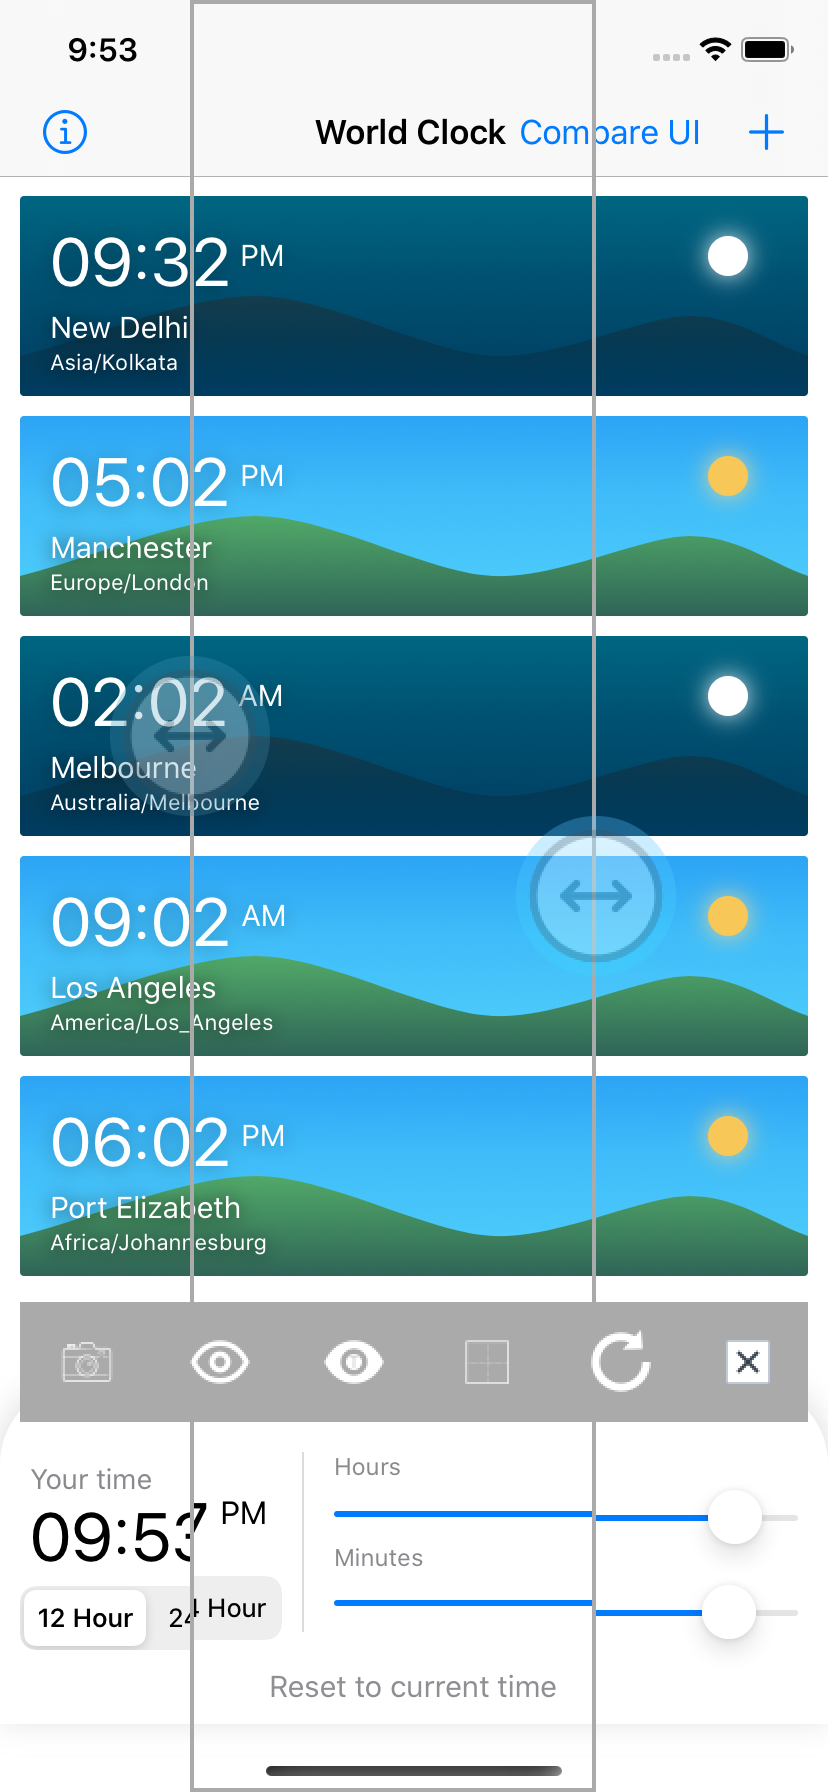 9:53
World Clock Compare UI
09:32 PM
New Delhi
Asia/Kolkata
05:02 PM
Manchester
Europe/London
02:02 AM
Melbourne
Australia/Melbourne
09:02 AM
Los Angeles
America/Los_Angeles
06:02 PM
Port Elizabeth
Africa/Johannesburg
Your time
PM
12 Hour
24 Hour
Hours
Minutes
Reset to current time